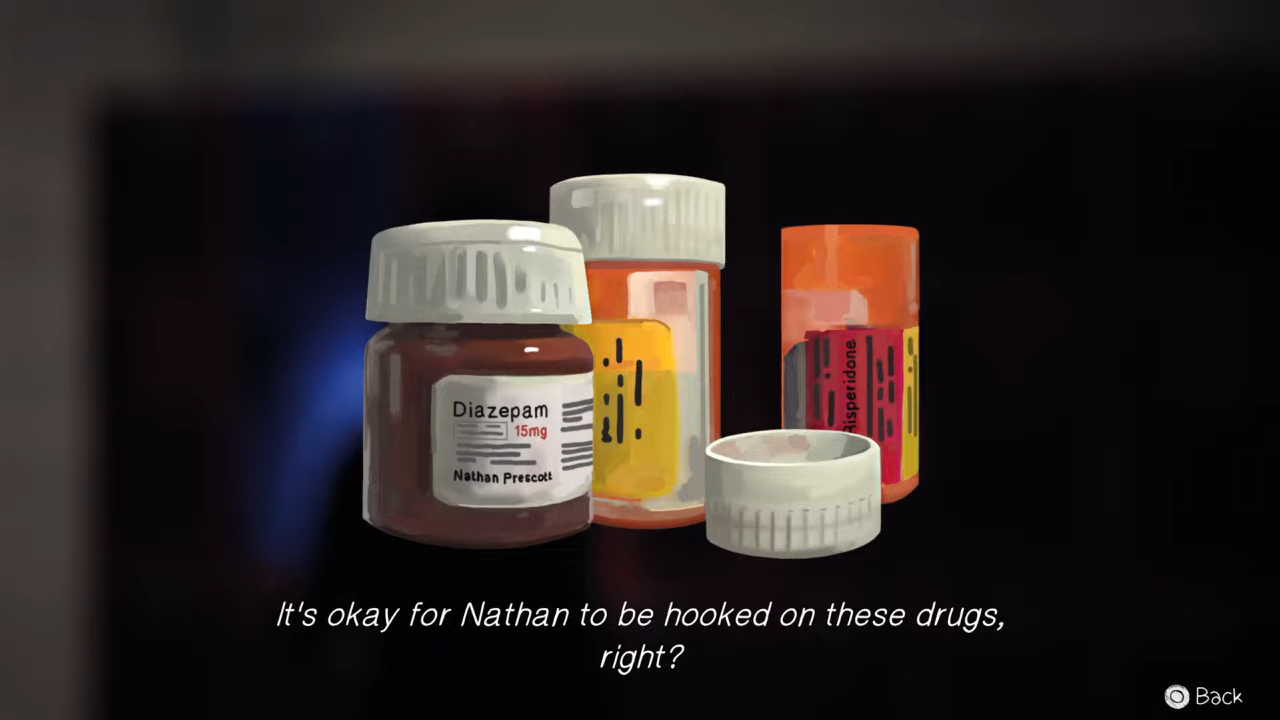 Diazepam
15mg
Nathan Prescott
Risperidone
It's okay for Nathan to be hooked on these drugs,
right?
Back